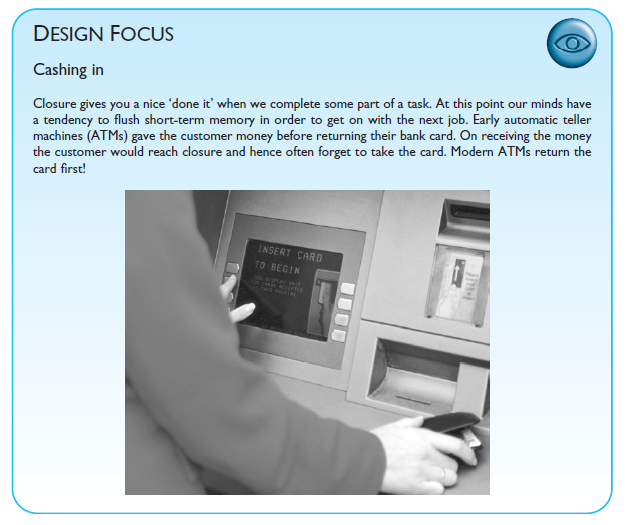 DESIGN FOCUS
Cashing in
Closure gives you a nice ‘done it’ when we complete some part of a task. At this point our minds have
a tendency to flush short-term memory in order to get on with the next job. Early automatic teller
machines (ATMs) gave the customer money before returning their bank card. On receiving the money
the customer would reach closure and hence often forget to take the card. Modern ATMs return the
card first!
INSERT CARD
TO BEGIN